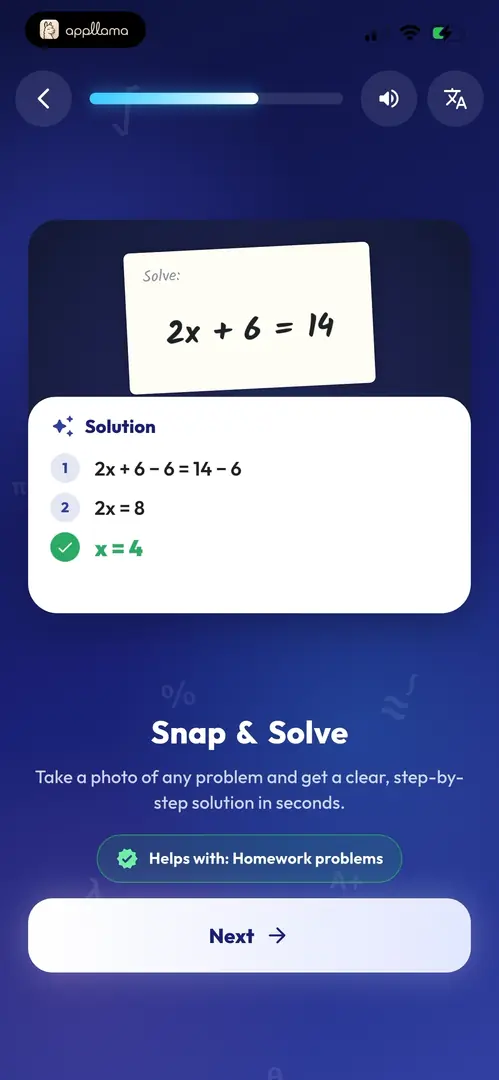 appllama
Solve:
2x + 6 = 14
Solution
1 2x + 6 − 6 = 14 − 6
2 2x = 8
x = 4
Snap & Solve
Take a photo of any problem and get a clear, step-by-
step solution in seconds.
Helps with: Homework problems
A+
Next →